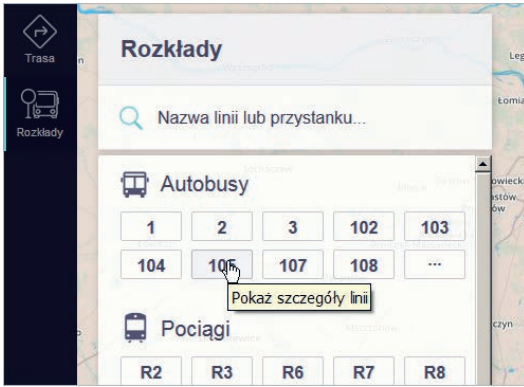 Trasa
Rozkłady
Rozkłady
Nazwa linii lub przystanku...
Autobusy
1 2 3 102 103
104 105 107 108 ...
Pokaż szczegóły linii
Pociągi
R2 R3 R6 R7 R8